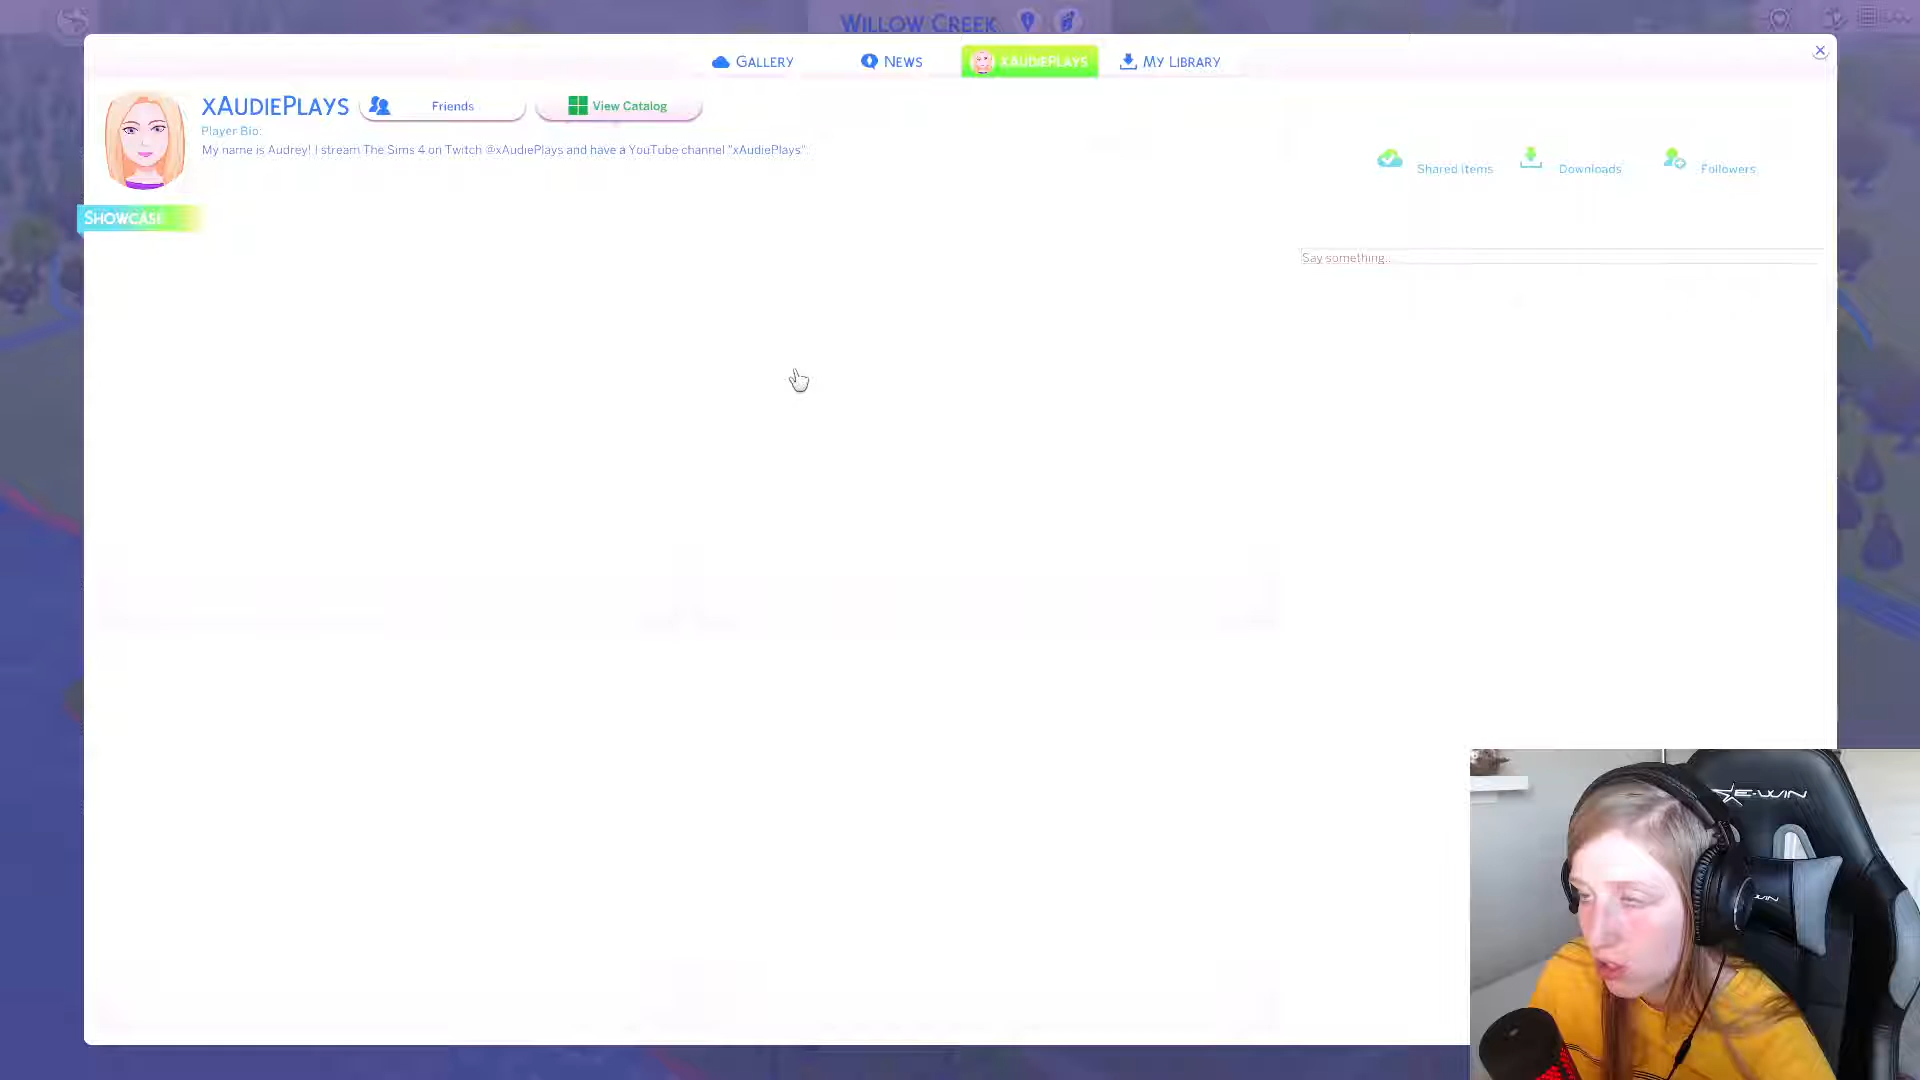 WILLOW CREEK
GALLERY
NEWS
XAUDIEPLAYS
MY LIBRARY
XAUDIEPLAYS
Friends
View Catalog
Player Bio:
My name is Audrey! I stream The Sims 4 on Twitch @xAudiePlays and have a YouTube channel "xAudiePlays".
Shared Items
Downloads
Followers
SHOWCASE
Say something..
E-WIN